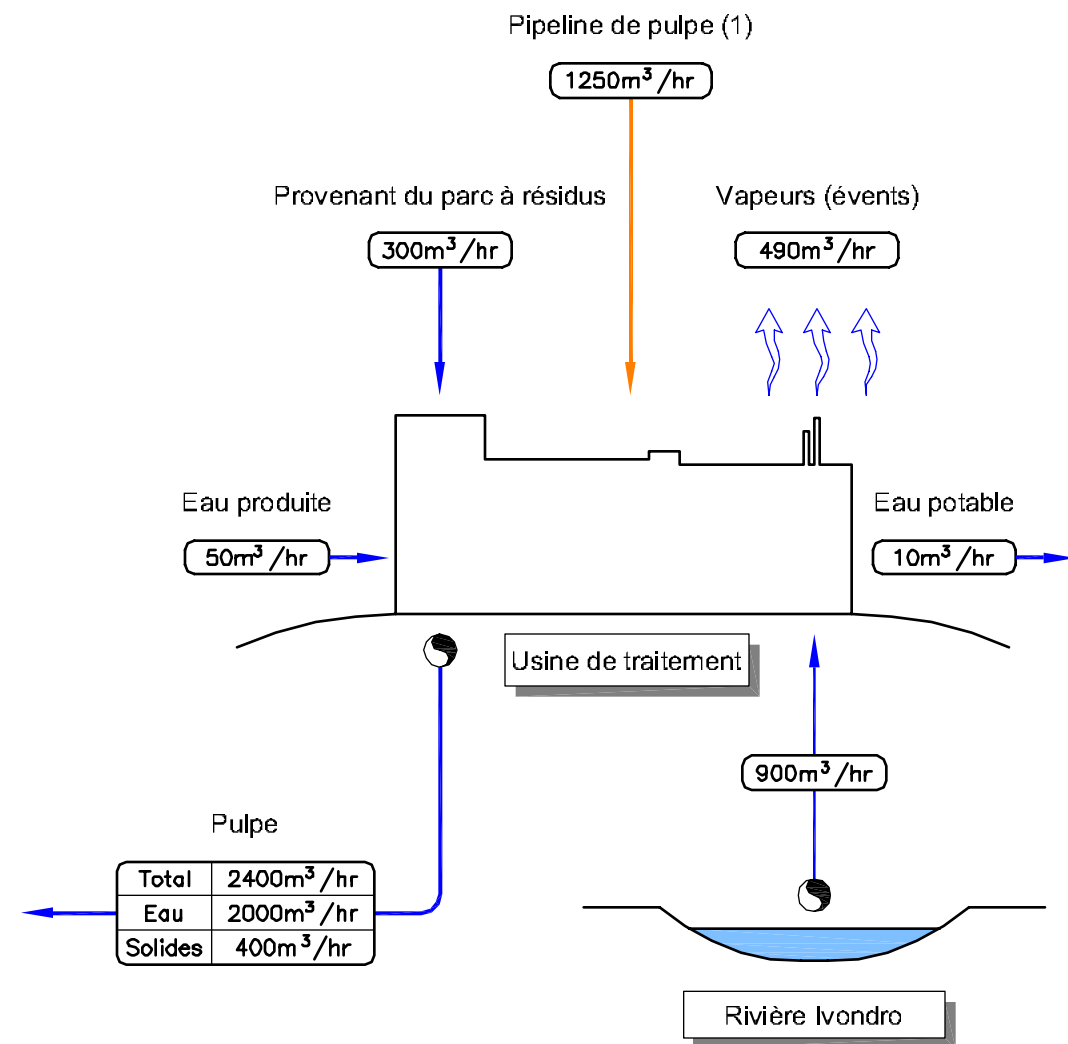 Pipeline de pulpe (1)
1250m³/hr
Provenant du parc à résidus
300m³/hr
Vapeurs (évents)
490m³/hr
Eau produite
50m³/hr
Eau potable
10m³/hr
Usine de traitement
900m³/hr
Pulpe
Total 2400m³/hr
Eau 2000m³/hr
Solides 400m³/hr
Rivière Ivondro